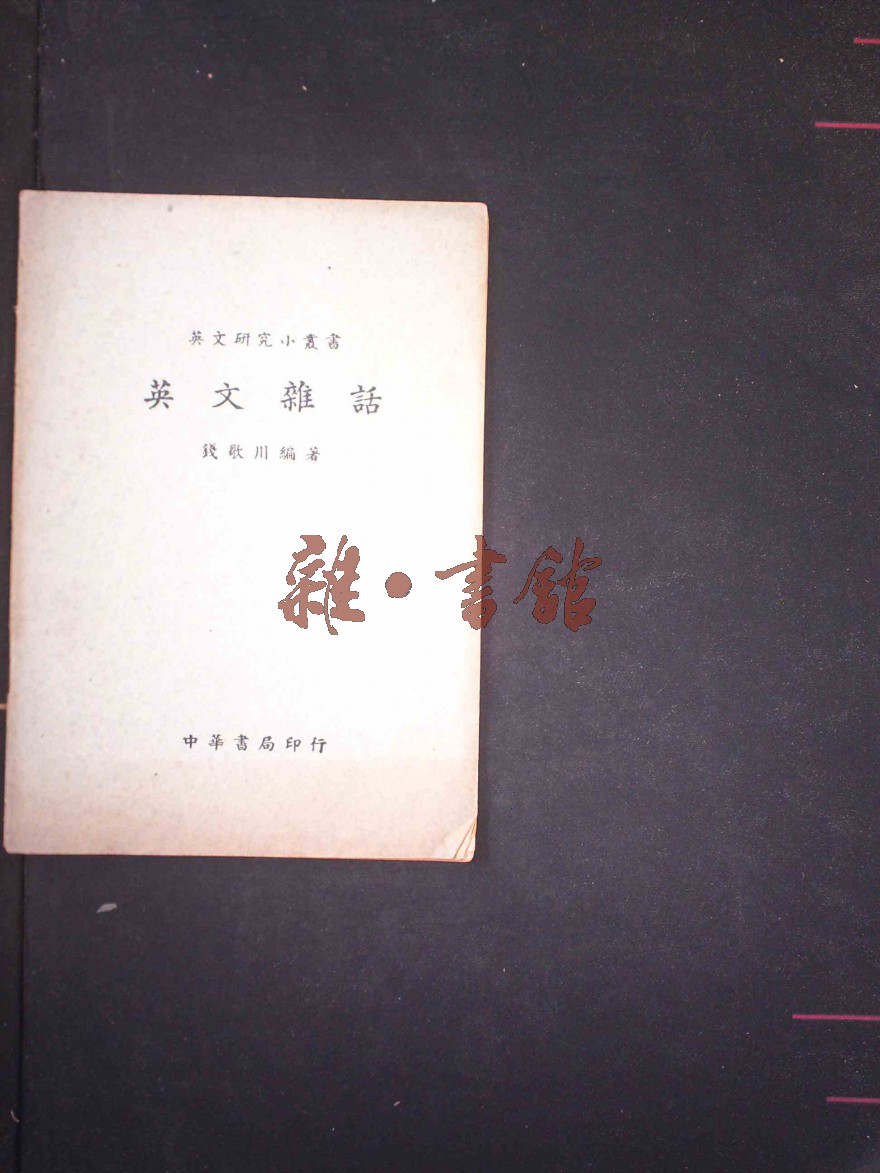 英文研究小叢書
英文雜話
錢歌川編著
雜·書館
中華書局印行